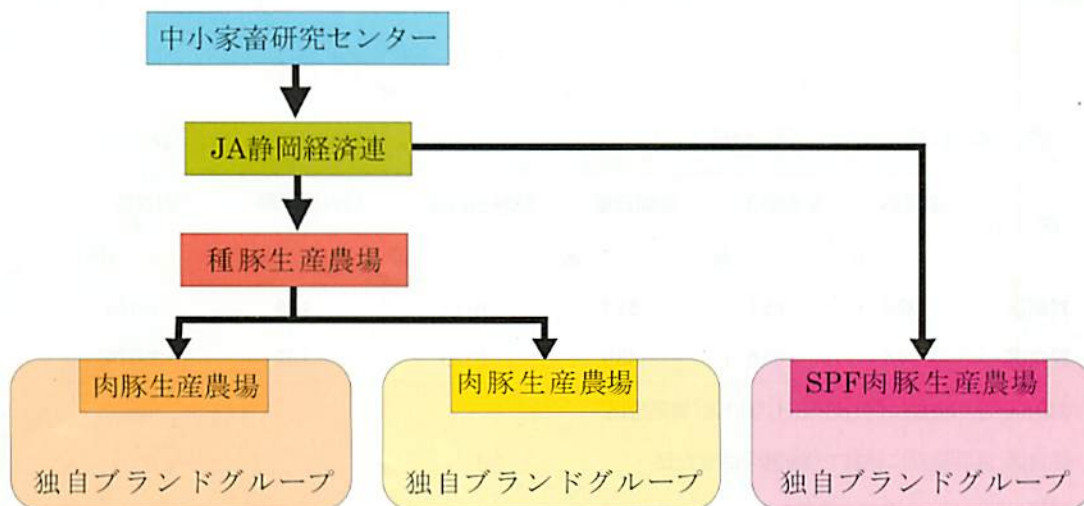 中小家畜研究センター
JA静岡経済連
種豚生産農場
肉豚生産農場
肉豚生産農場
SPF肉豚生産農場
独自ブランドグループ
独自ブランドグループ
独自ブランドグループ